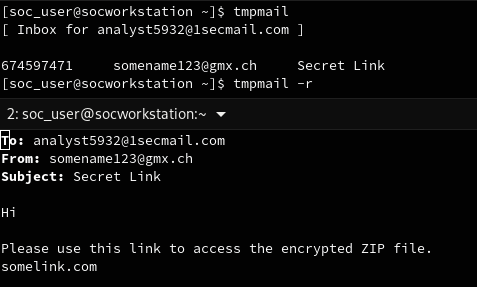 [soc_user@socworkstation ~]$ tmpmail
[ Inbox for analyst5932@1secmail.com ]
674597471 somename123@gmx.ch Secret Link
[soc_user@socworkstation ~]$ tmpmail -r
2: soc_user@socworkstation:~
To: analyst5932@1secmail.com
From: somename123@gmx.ch
Subject: Secret Link
Hi
Please use this link to access the encrypted ZIP file.
somelink.com